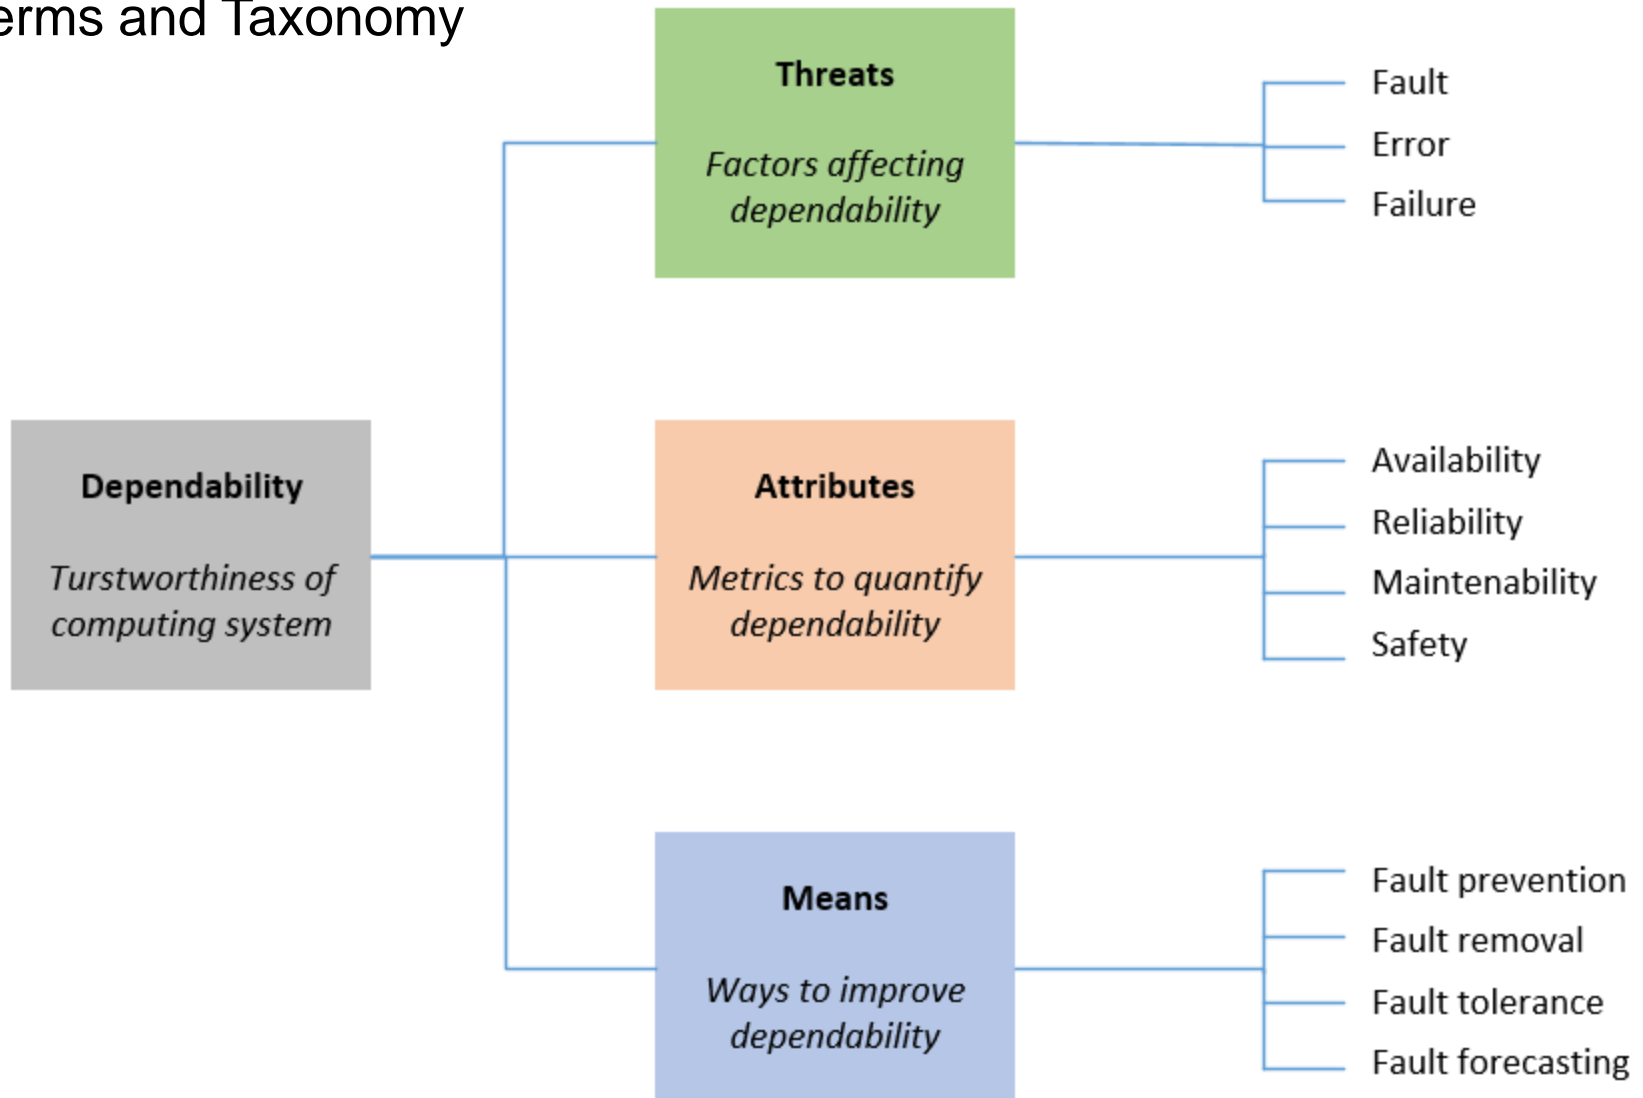 erms and Taxonomy
Threats
Factors affecting
dependability
Fault
Error
Failure
Dependability
Turstworthiness of
computing system
Attributes
Metrics to quantify
dependability
Availability
Reliability
Maintenability
Safety
Means
Ways to improve
dependability
Fault prevention
Fault removal
Fault tolerance
Fault forecasting